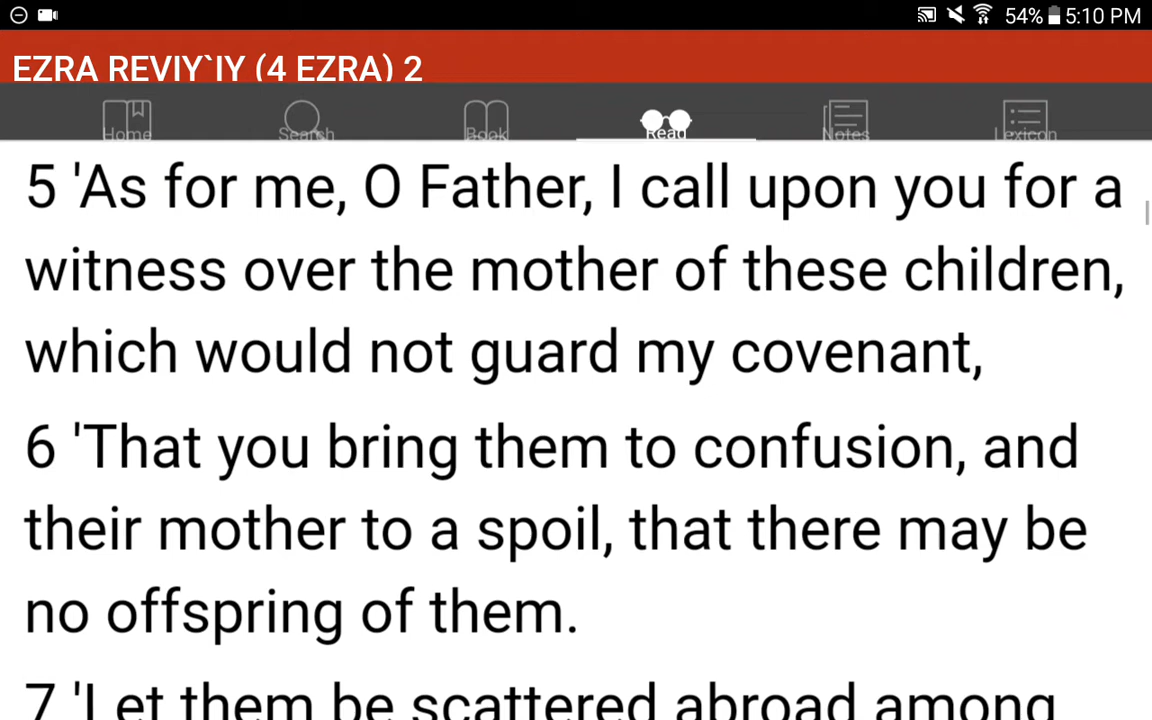 54% 5:10 PM
EZRA REVIY`IY (4 EZRA) 2
Home Search Book Read Notes Lexicon
5 'As for me, O Father, I call upon you for a
witness over the mother of these children,
which would not guard my covenant,
6 'That you bring them to confusion, and
their mother to a spoil, that there may be
no offspring of them.
7 'Let them be scattered abroad among